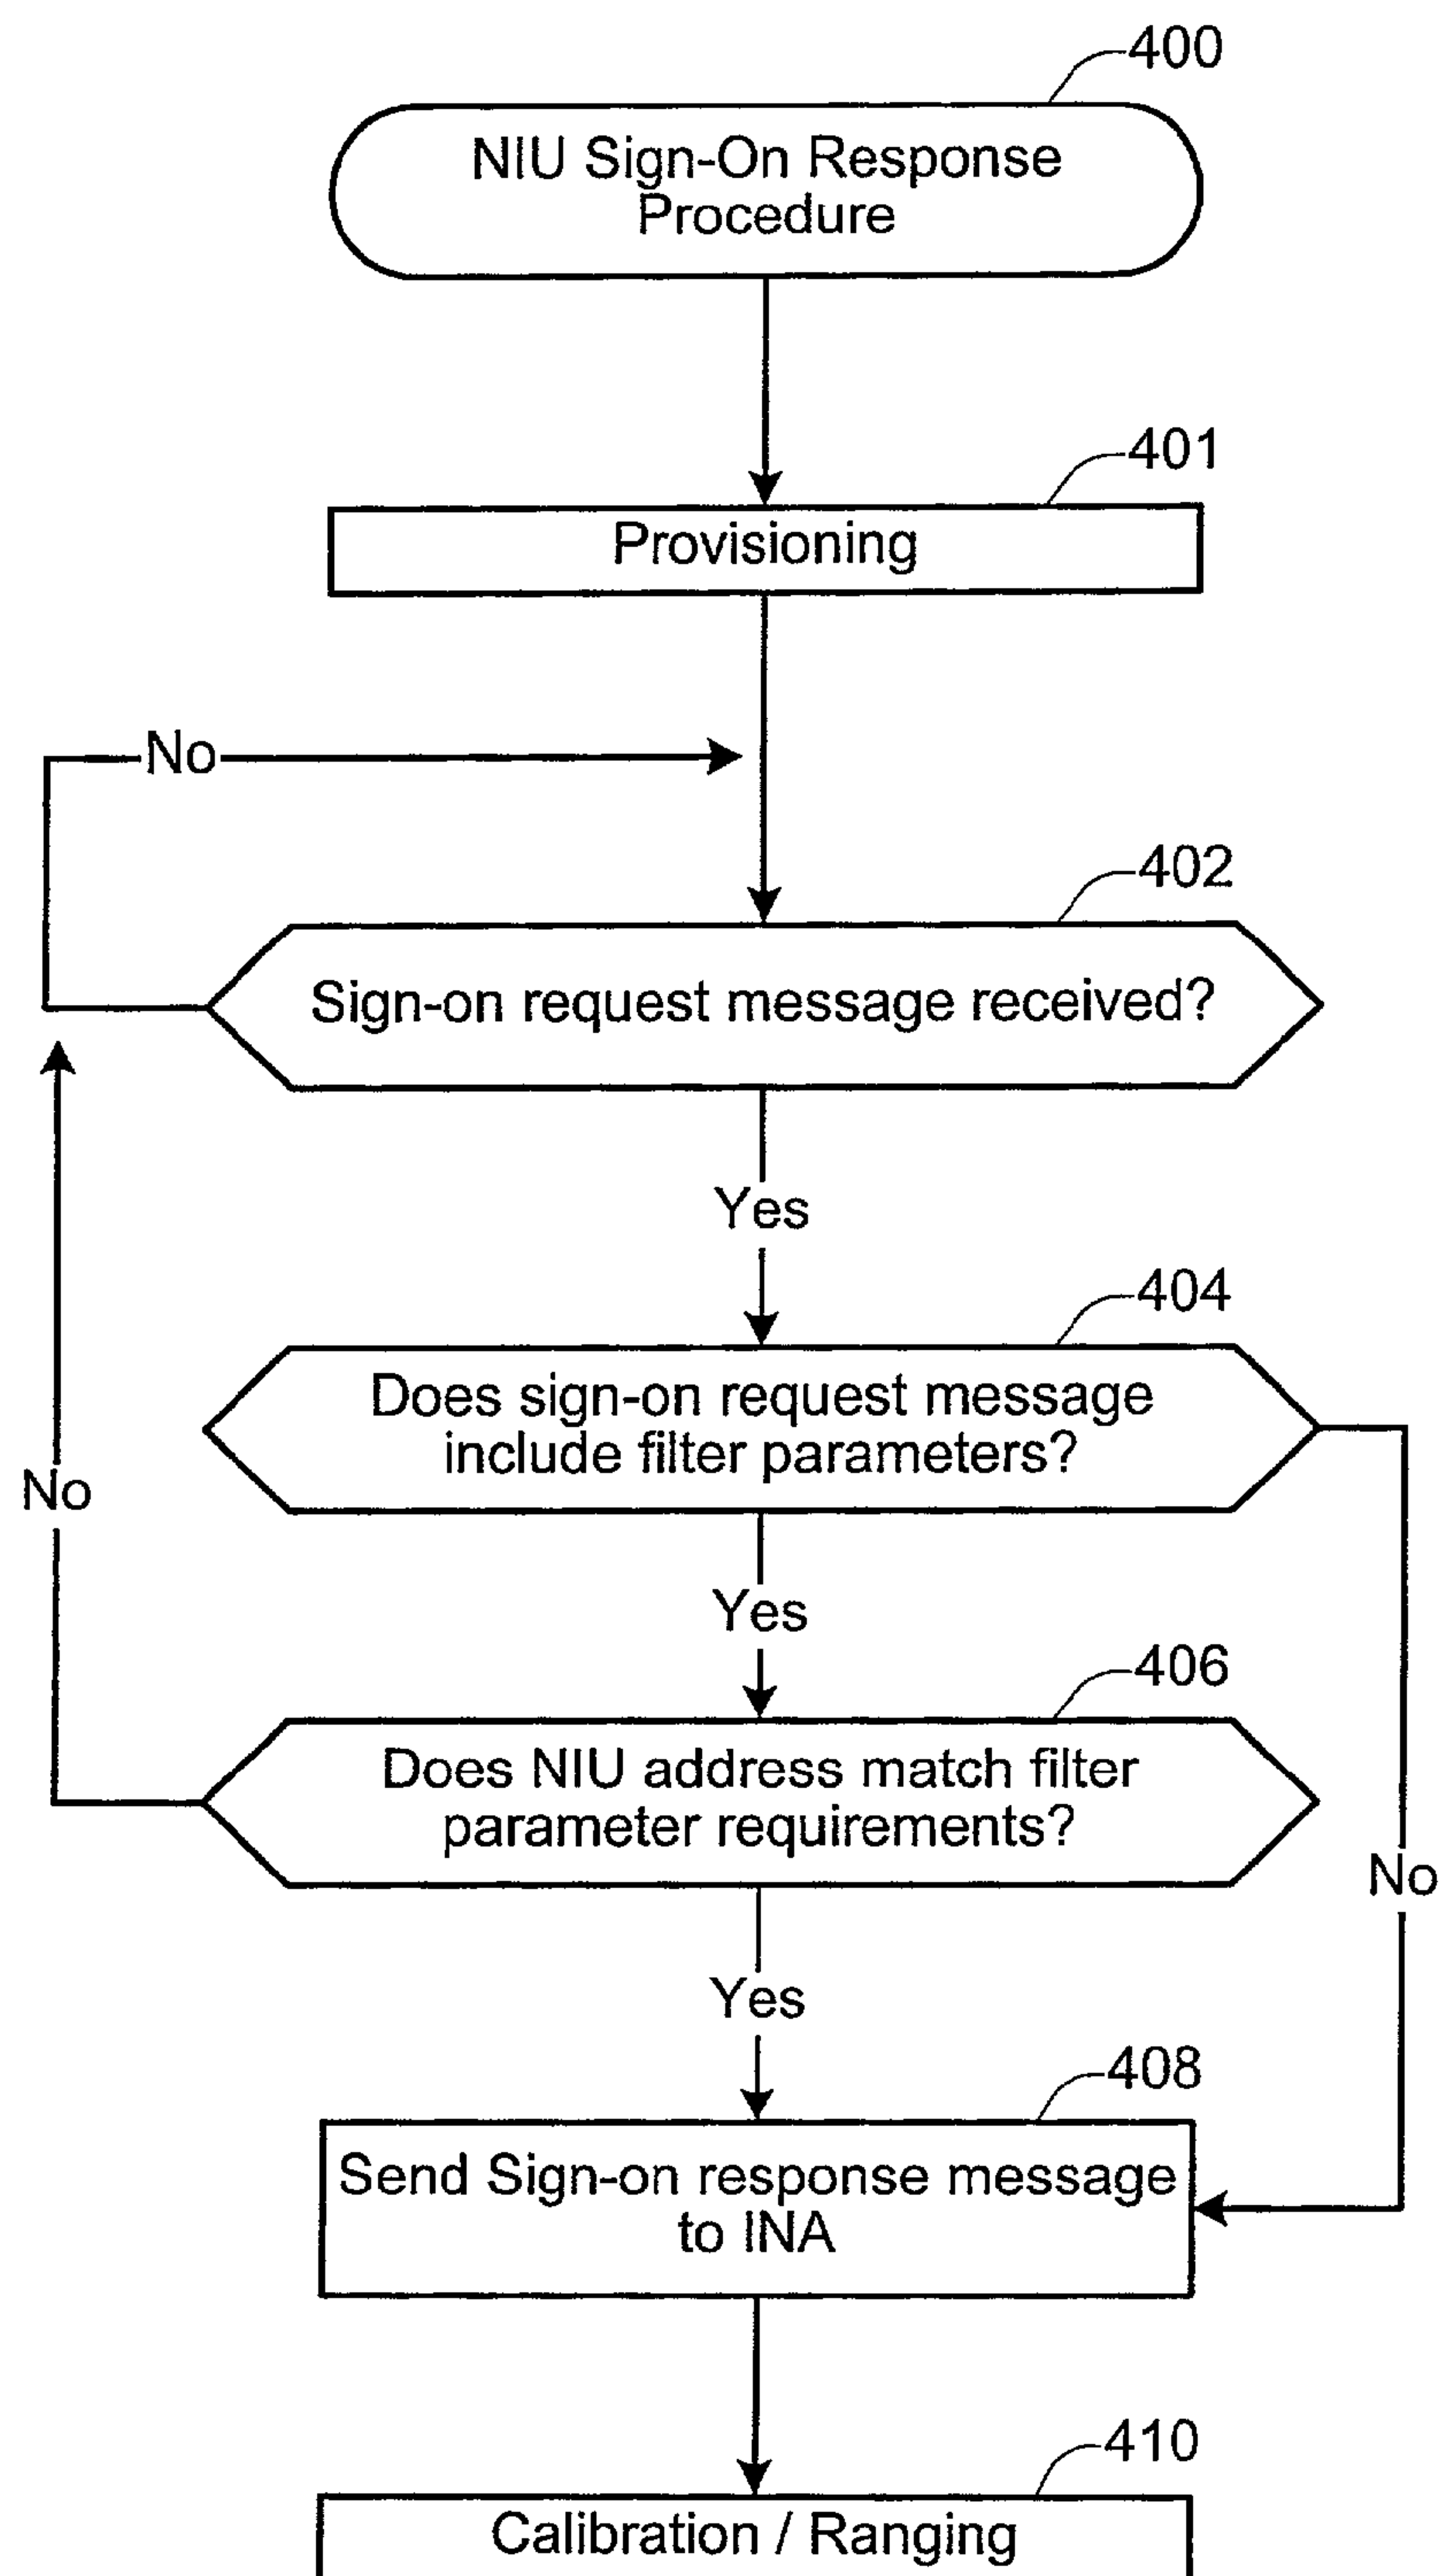 400
NIU Sign-On Response
Procedure
401
Provisioning
No
402
Sign-on request message received?
Yes
404
Does sign-on request message
include filter parameters?
No
Yes
406
Does NIU address match filter
parameter requirements?
No
Yes
408
Send Sign-on response message
to INA
410
Calibration / Ranging